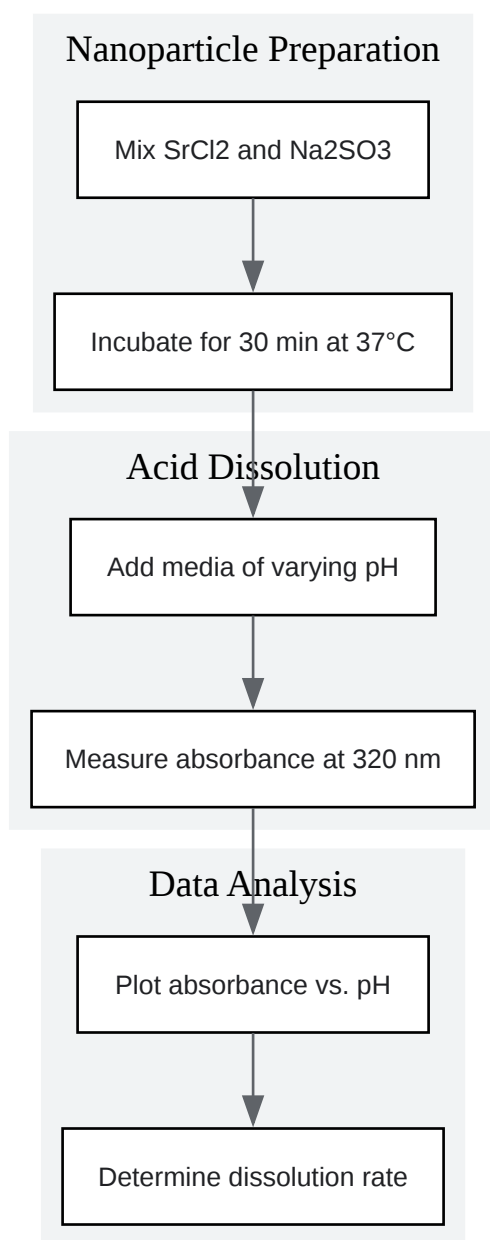 Nanoparticle Preparation
Mix SrCl2 and Na2SO3
Incubate for 30 min at 37°C
Acid Dissolution
Add media of varying pH
Measure absorbance at 320 nm
Data Analysis
Plot absorbance vs. pH
Determine dissolution rate